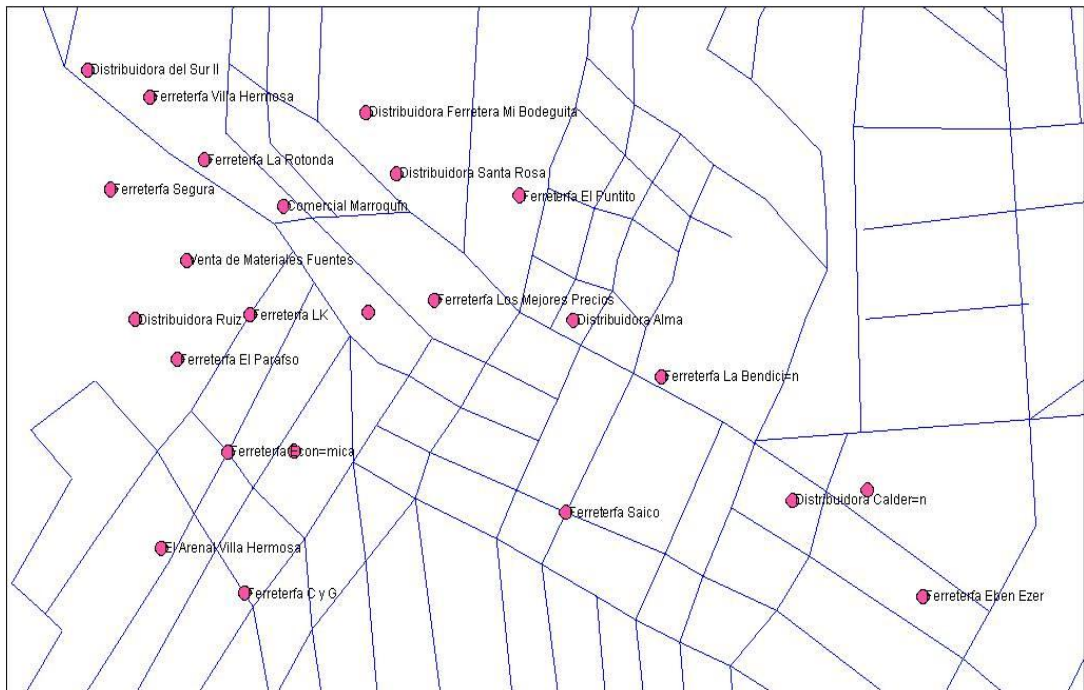 Distribuidora del Sur II
Ferreterfa Villa Hermosa
Distribuidora Ferretera Mi Bodeguita
Ferreterfa La Rotonda
Distribuidora Santa Rosa
Ferreterfa Segura
Ferreterfa El Puntito
Comercial Marroqufn
Venta de Materiales Fuentes
Ferreterfa Los Mejores Precios
Ferreterfa LK
Distribuidora Ruiz
Distribuidora Alma
Ferreterfa El Parafso
Ferreterfa La Bendici=n
Ferreterfa Econ=mica
Distribuidora Calder=n
Ferreterfa Saico
El Arenal Villa Hermosa
Ferreterfa C y G
Ferreterfa Eben Ezer